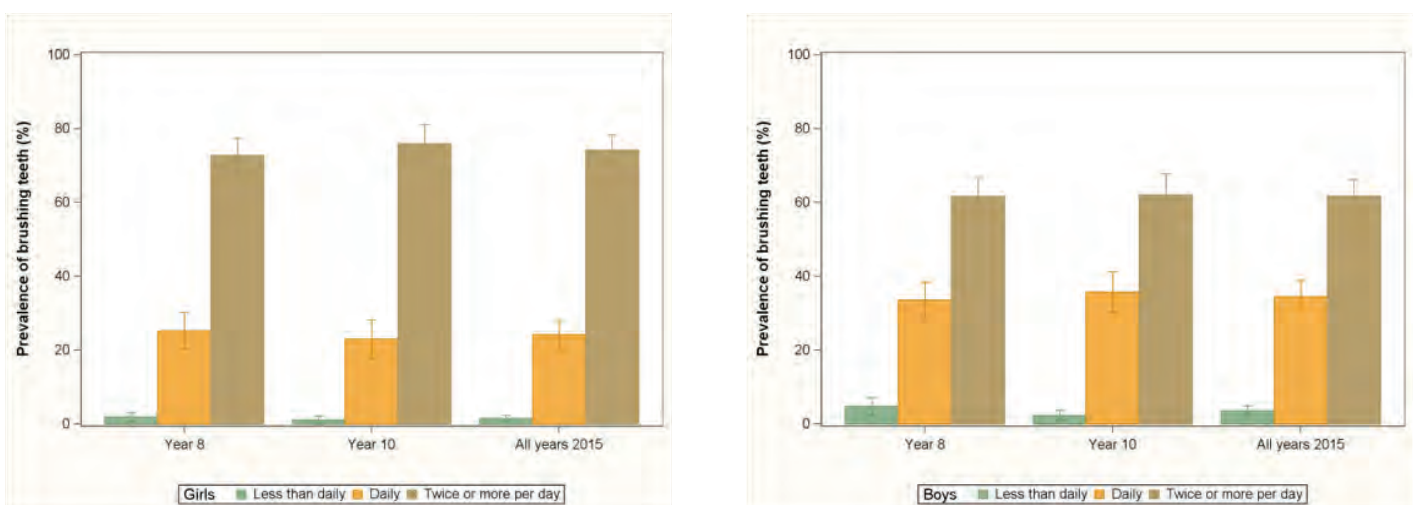 100
80
60
40
20
0
Prevalence of brushing teeth (%)
Year 8 Year 10 All years 2015
Girls Less than daily Daily Twice or more per day
100
80
60
40
20
0
Prevalence of brushing teeth (%)
Year 8 Year 10 All years 2015
Boys Less than daily Daily Twice or more per day